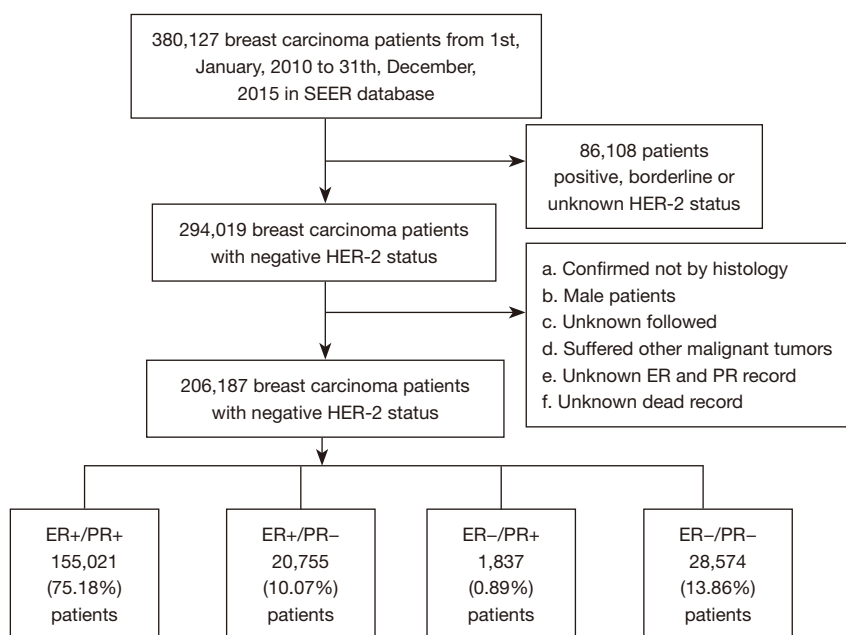 380,127 breast carcinoma patients from 1st,
January, 2010 to 31th, December,
2015 in SEER database
86,108 patients
positive, borderline or
unknown HER-2 status
294,019 breast carcinoma patients
with negative HER-2 status
a. Confirmed not by histology
b. Male patients
c. Unknown followed
d. Suffered other malignant tumors
e. Unknown ER and PR record
f. Unknown dead record
206,187 breast carcinoma patients
with negative HER-2 status
ER+/PR+
155,021
(75.18%)
patients
ER+/PR−
20,755
(10.07%)
patients
ER−/PR+
1,837
(0.89%)
patients
ER−/PR−
28,574
(13.86%)
patients